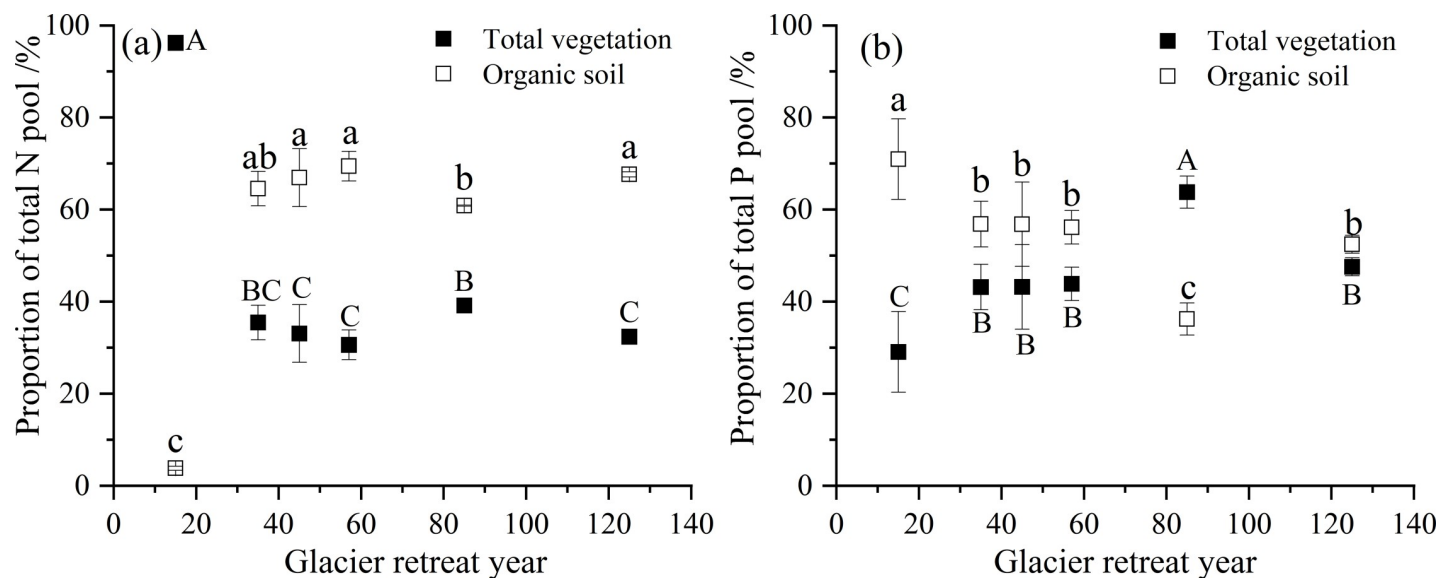 Proportion of total N pool /%
100
80
60
40
20
0
(a)
A
Total vegetation
Organic soil
ab
a
a
b
a
BC
C
C
B
C
c
0 20 40 60 80 100 120 140
Glacier retreat year
Proportion of total P pool /%
100
80
60
40
20
0
(b)
Total vegetation
Organic soil
a
b
b
b
A
b
C
B
B
B
c
B
0 20 40 60 80 100 120 140
Glacier retreat year